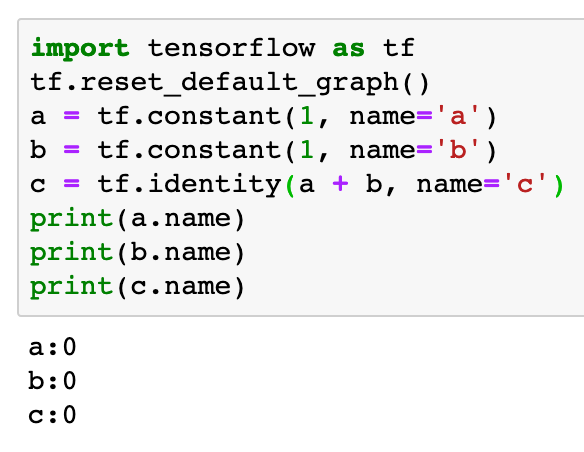 import tensorflow as tf
tf.reset_default_graph()
a = tf.constant(1, name='a')
b = tf.constant(1, name='b')
c = tf.identity(a + b, name='c')
print(a.name)
print(b.name)
print(c.name)
a:0
b:0
c:0